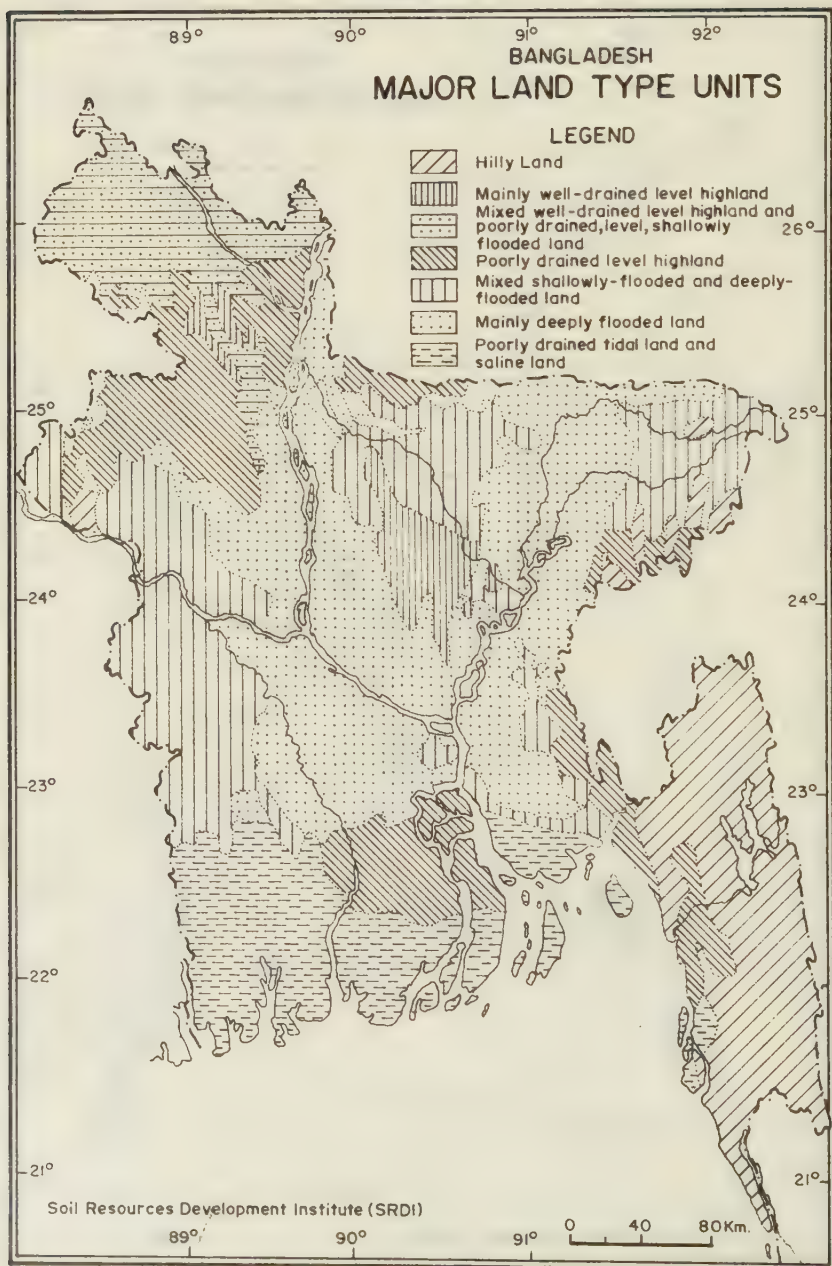 89° 90° 91° 92°
BANGLADESH
MAJOR LAND TYPE UNITS
LEGEND
Hilly Land
Mainly well-drained level highland
Mixed well-drained level highland and
poorly drained, level, shallowly
flooded land
26°
Poorly drained level highland
Mixed shallowly-flooded and deeply-
flooded land
Mainly deeply flooded land
Poorly drained tidal land and
saline land
25° 25°
24° 24°
23° 23°
22°
21° 21°
Soil Resources Development Institute (SRDI)
0 40 80 Km.
89° 90° 91°